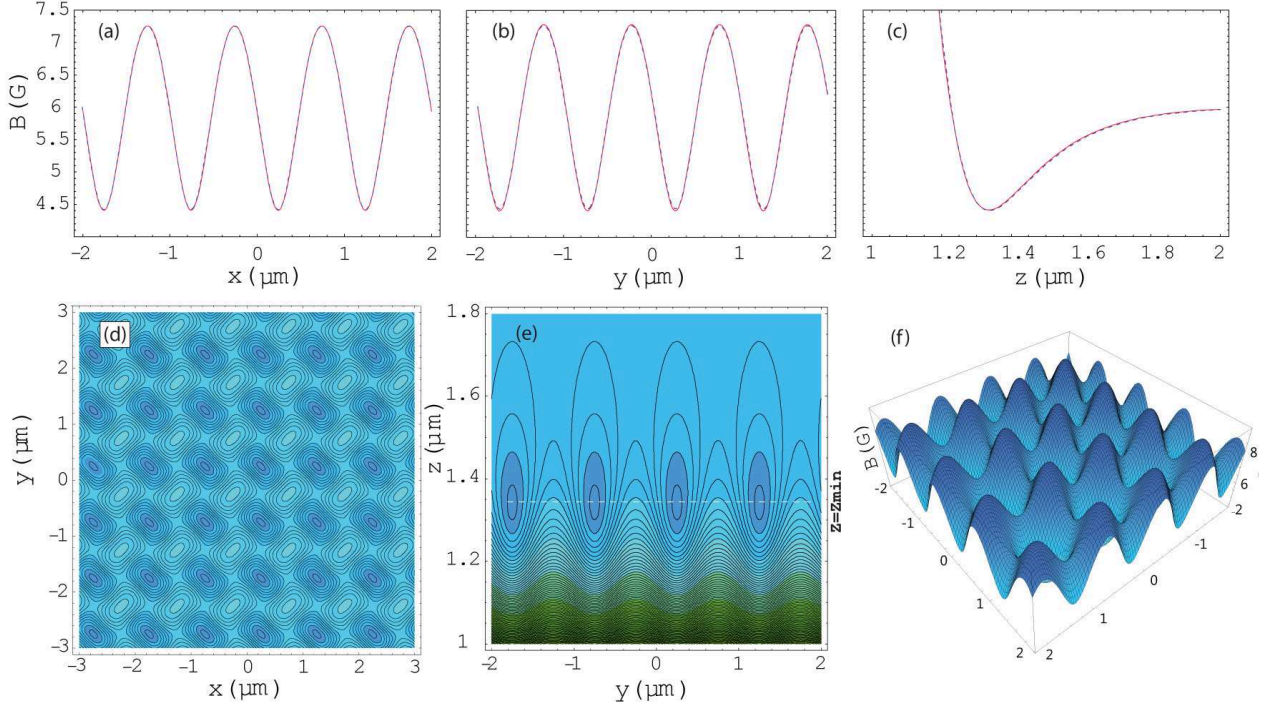 (a)
(b)
(c)
B(G)
7.5
7
6.5
6
5.5
5
4.5
-2 -1 0 1 2
x(μm)
-2 -1 0 1 2
y(μm)
1 1.2 1.4 1.6 1.8 2
z(μm)
(d)
y(μm)
3
2
1
0
-1
-2
-3
-3 -2 -1 0 1 2 3
x(μm)
(e)
z(μm)
1.8
1.6
1.4
1.2
1
-2 -1 0 1 2
y(μm)
Z=Zmin
(f)
B(G)
8
6
-2
-1
0
1
2
-2
-1
0
1
2